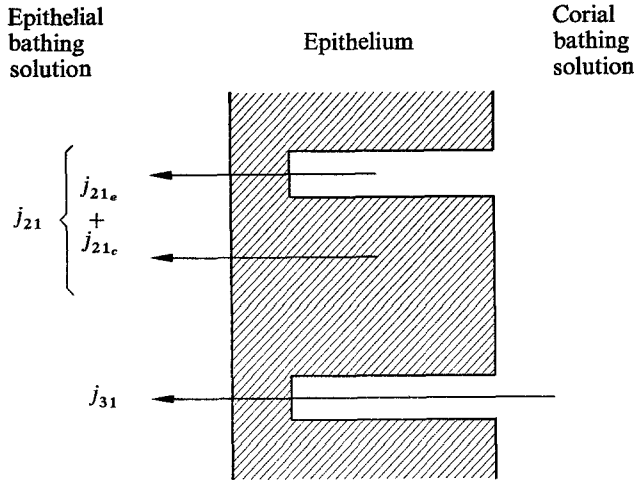 Epithelial
bathing
solution
Epithelium
Corial
bathing
solution
j21e
+
j21c
j21
j31